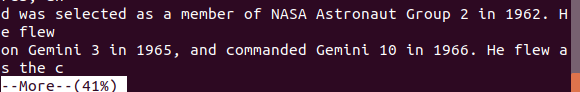 d was selected as a member of NASA Astronaut Group 2 in 1962. H
e flew
on Gemini 3 in 1965, and commanded Gemini 10 in 1966. He flew a
s the c
--More--(41%)